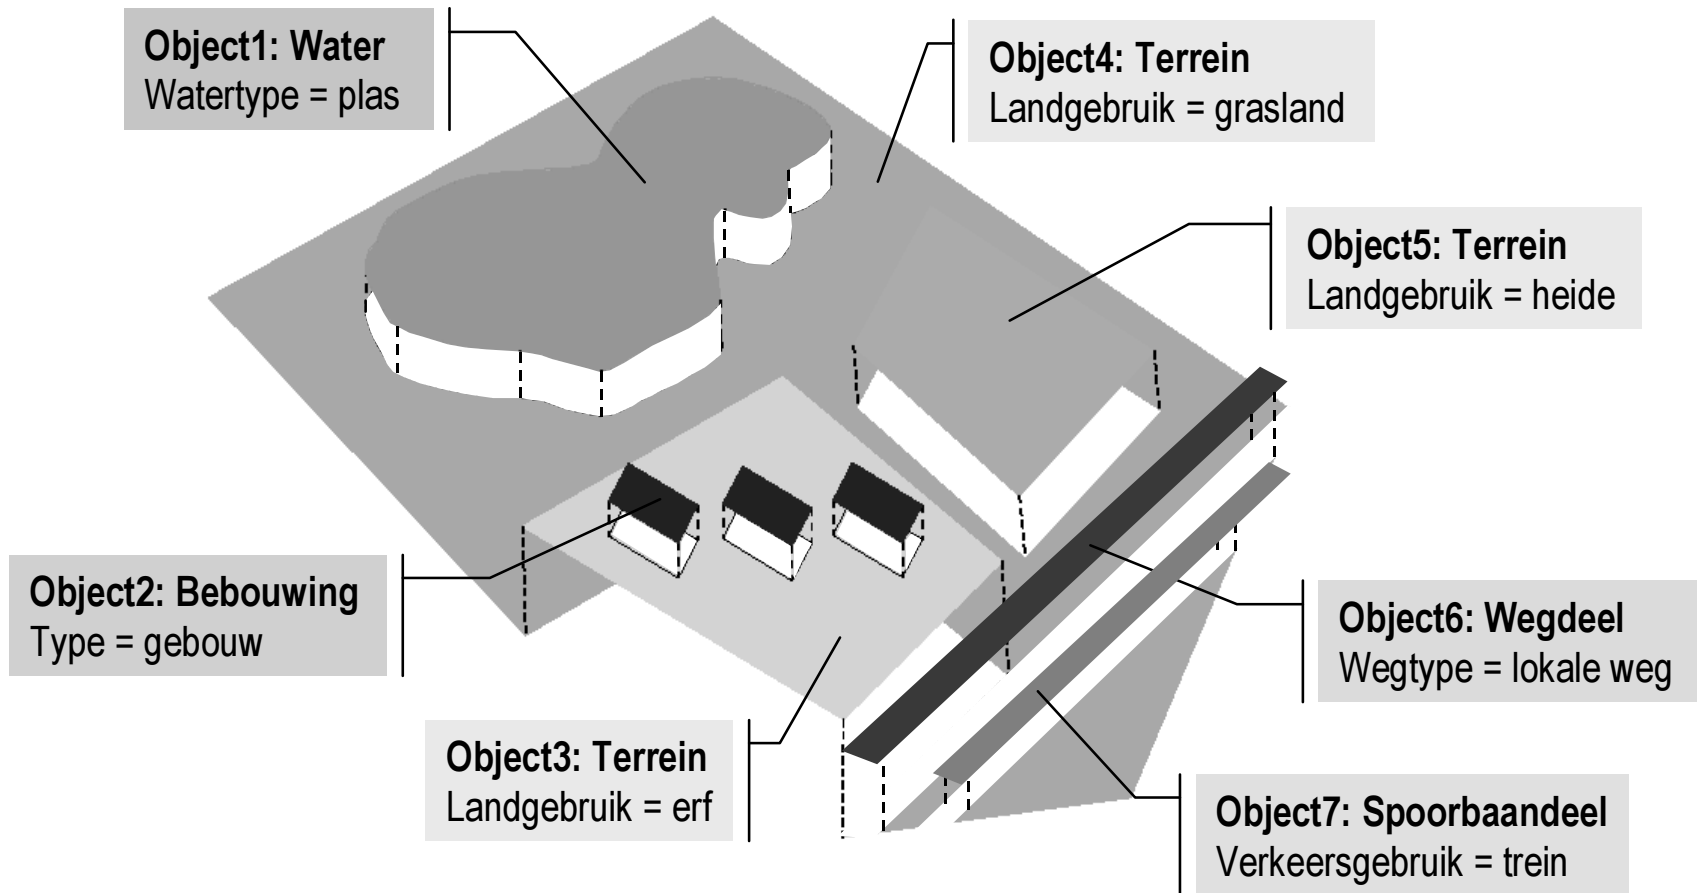 Object1: Water
Watertype = plas
Object4: Terrein
Landgebruik = grasland
Object5: Terrein
Landgebruik = heide
Object2: Bebouwing
Type = gebouw
Object6: Wegdeel
Wegtype = lokale weg
Object3: Terrein
Landgebruik = erf
Object7: Spoorbaandeel
Verkeersgebruik = trein